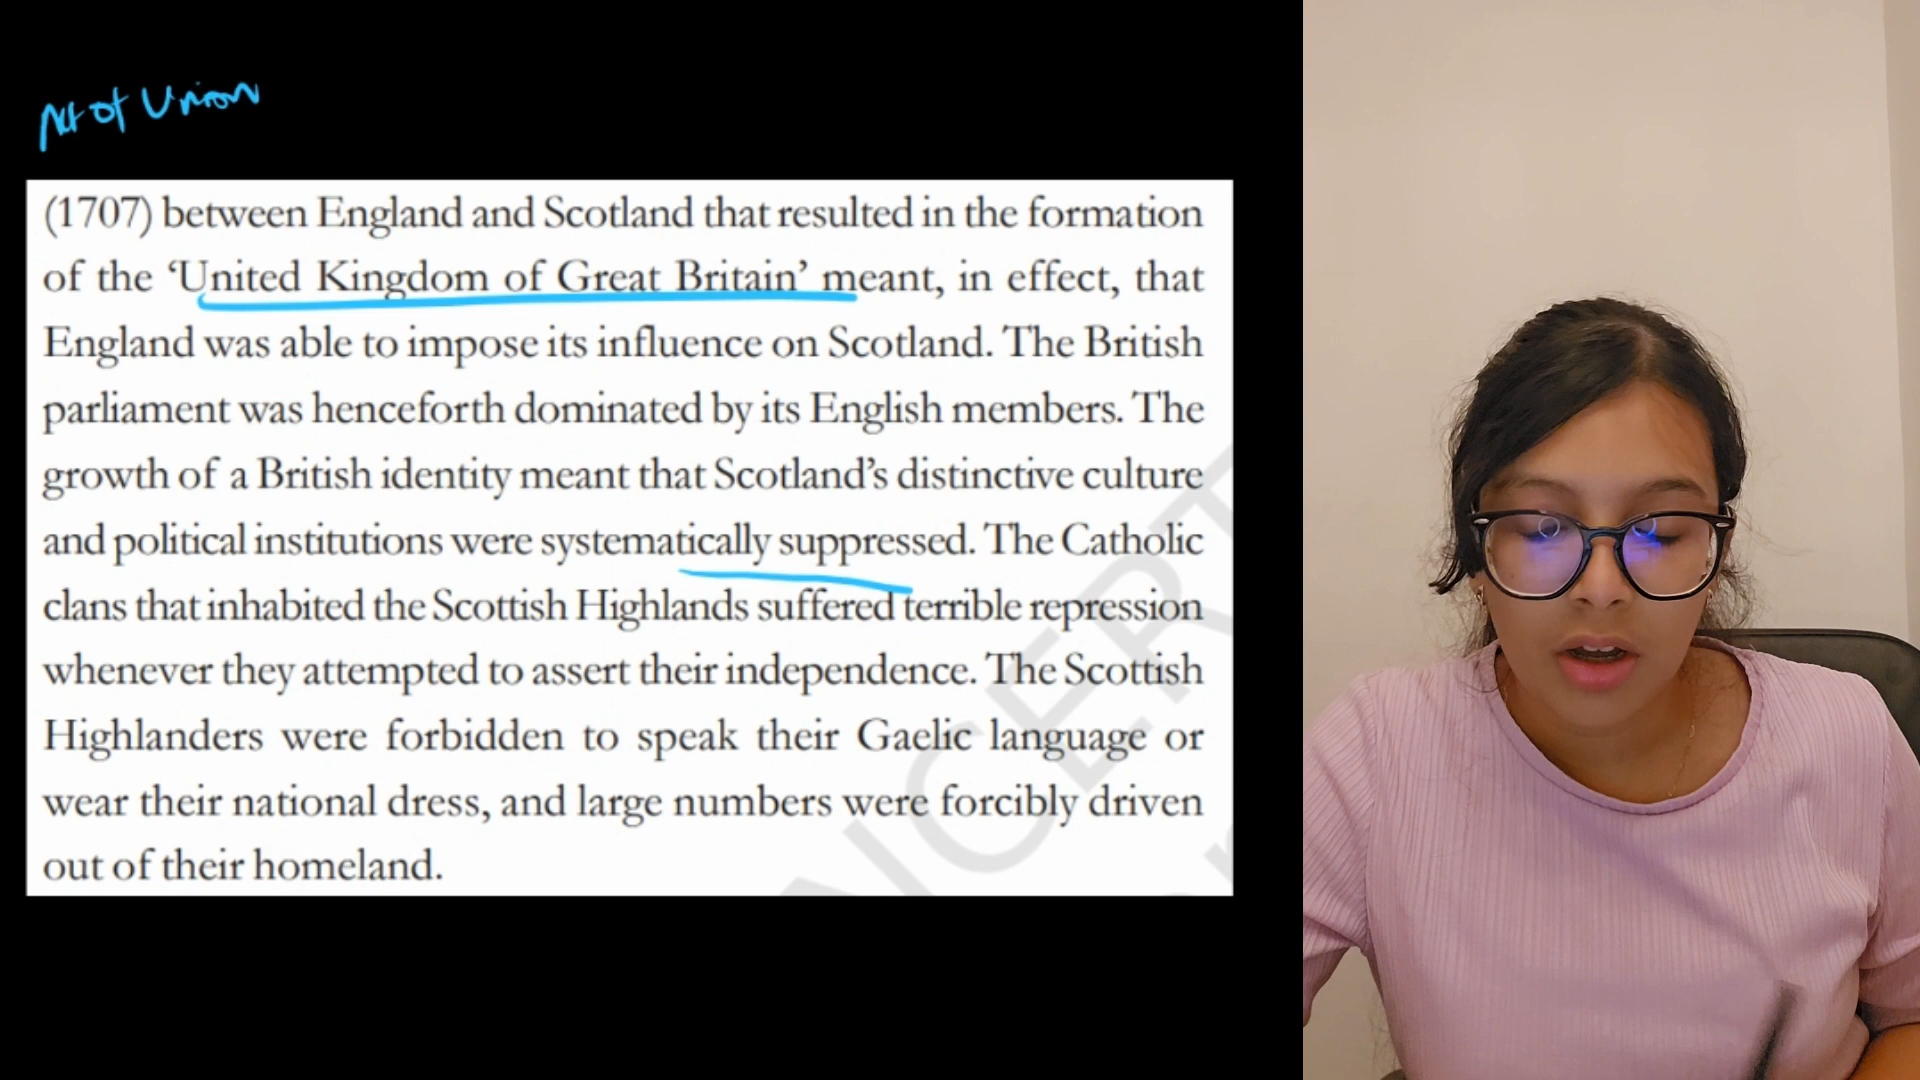 Act of Union
(1707) between England and Scotland that resulted in the formation
of the ‘United Kingdom of Great Britain’ meant, in effect, that
England was able to impose its influence on Scotland. The British
parliament was henceforth dominated by its English members. The
growth of a British identity meant that Scotland’s distinctive culture
and political institutions were systematically suppressed. The Catholic
clans that inhabited the Scottish Highlands suffered terrible repression
whenever they attempted to assert their independence. The Scottish
Highlanders were forbidden to speak their Gaelic language or
wear their national dress, and large numbers were forcibly driven
out of their homeland.
NCERT